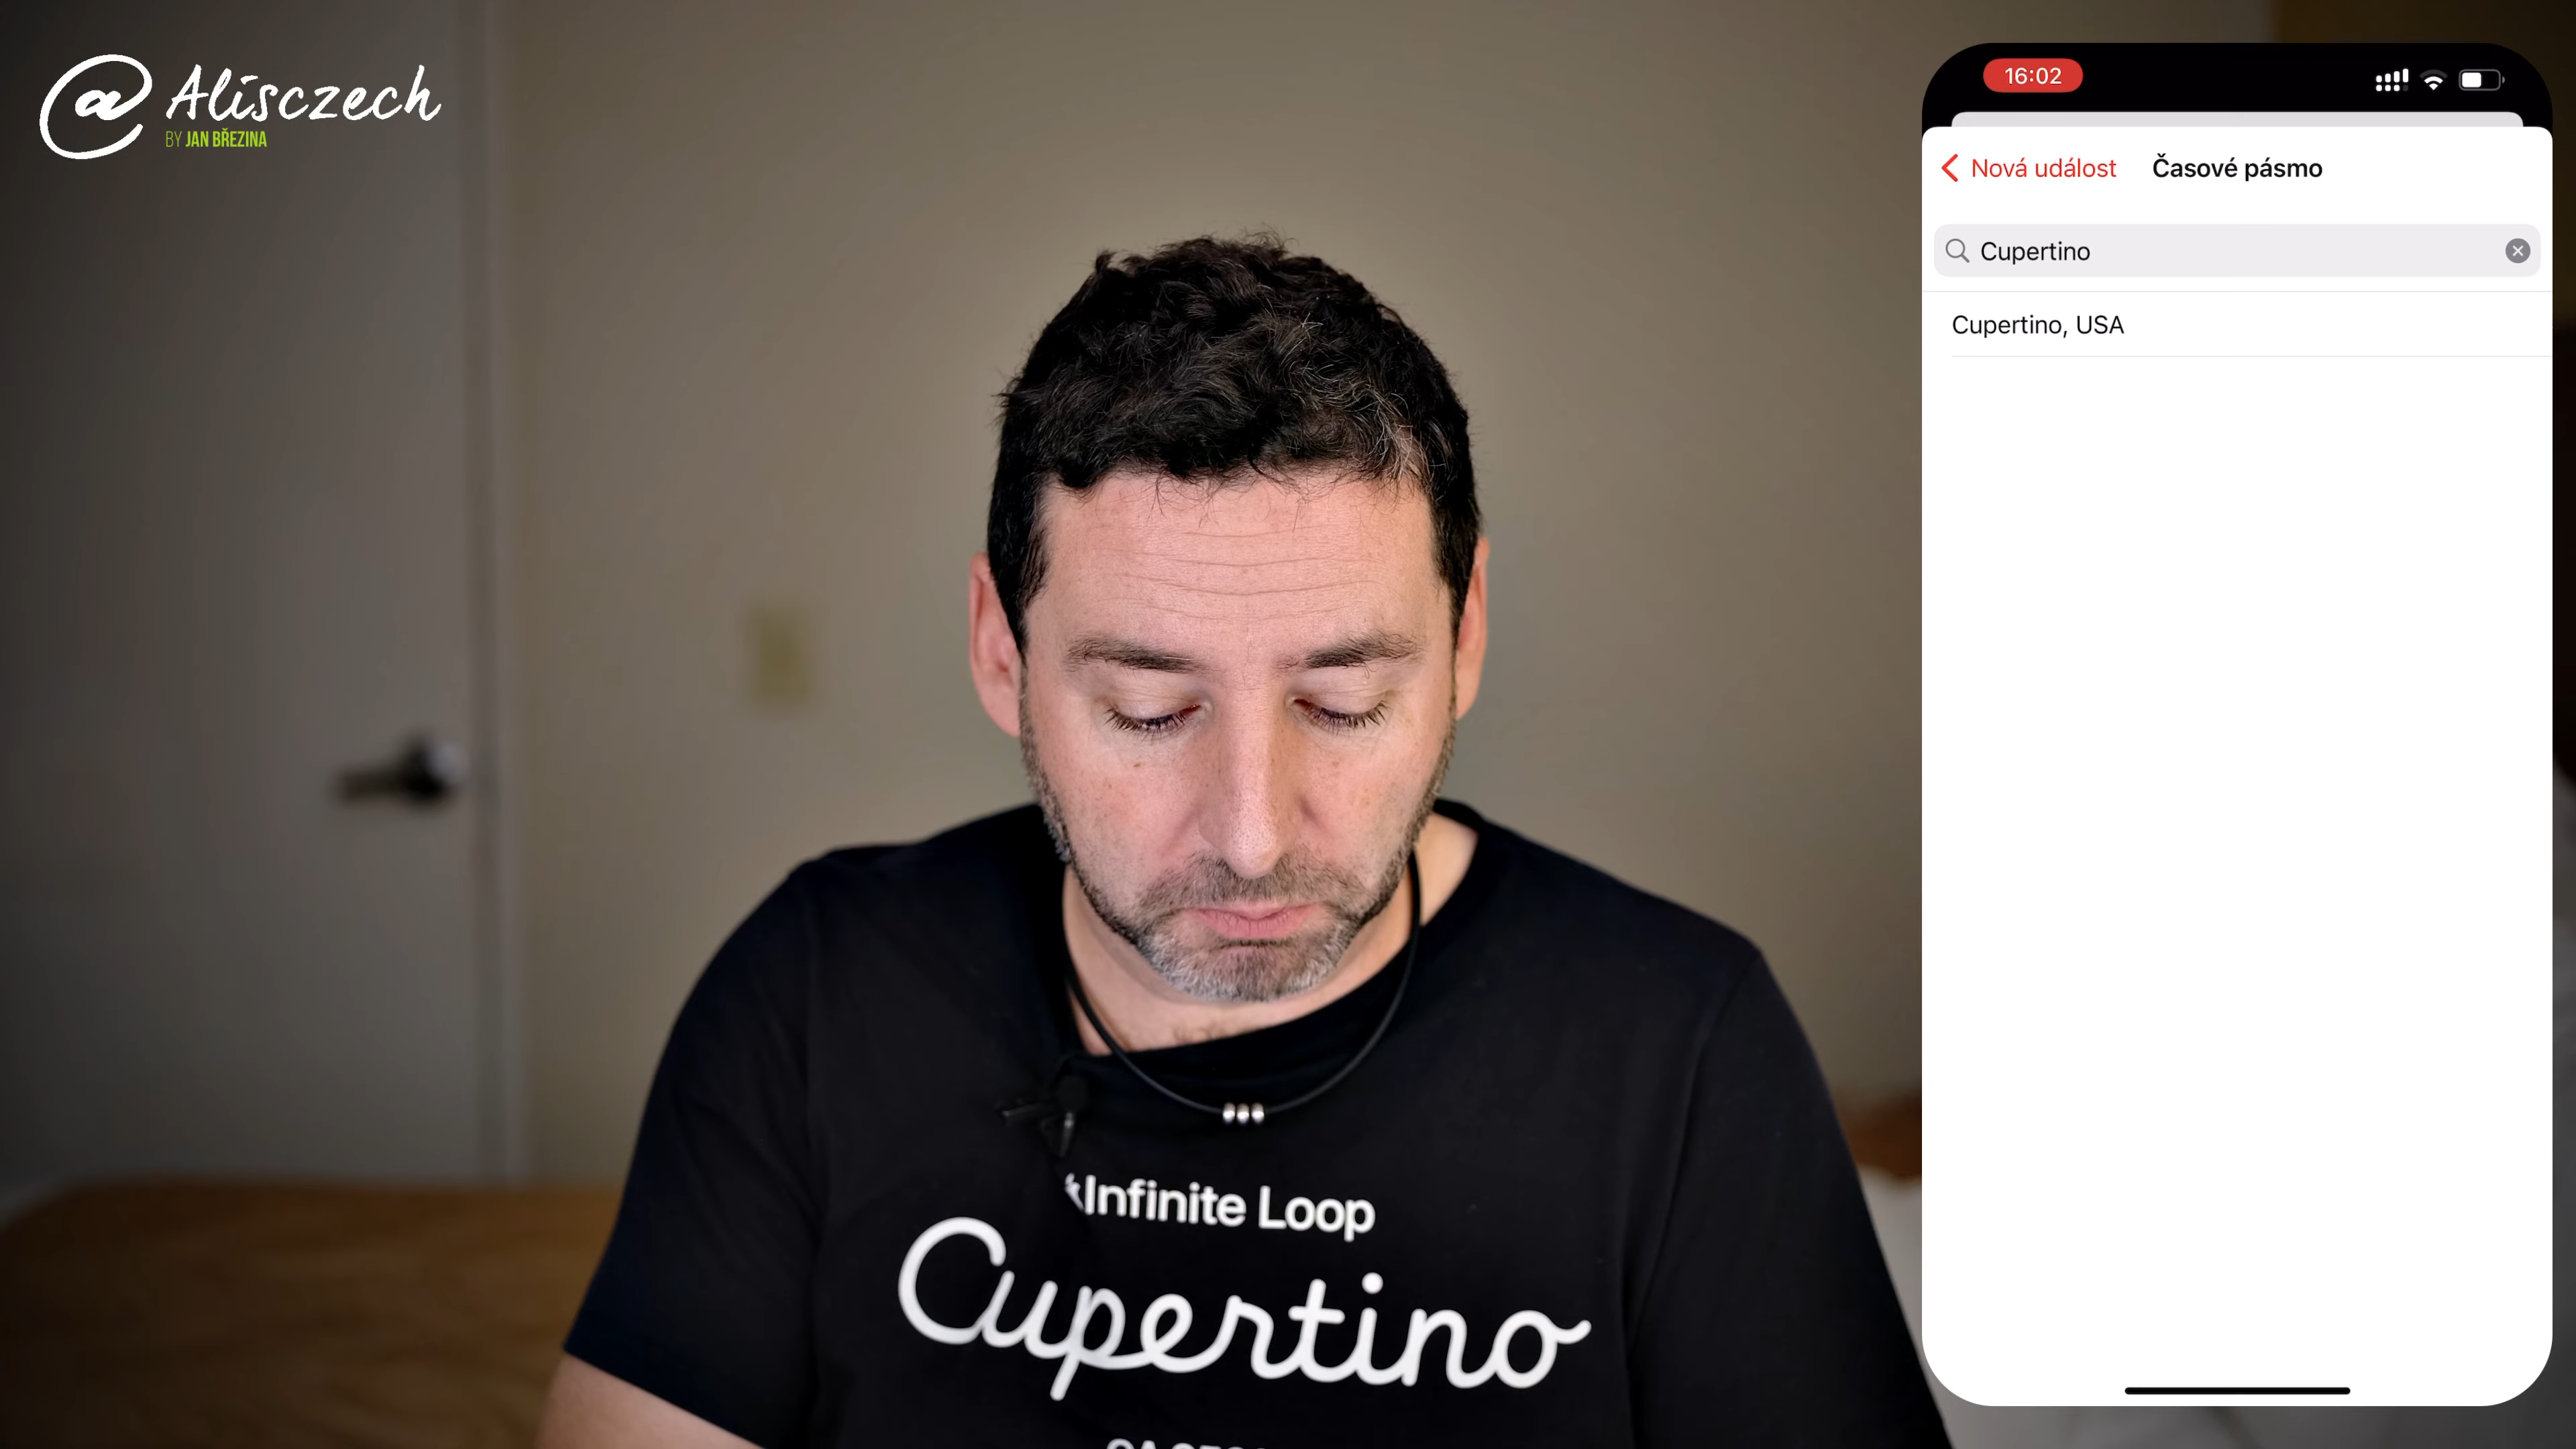 @ Alisczech
BY JAN BŘEZINA
16:02
Nová událost
Časové pásmo
Cupertino
Cupertino, USA
Infinite Loop
Cupertino